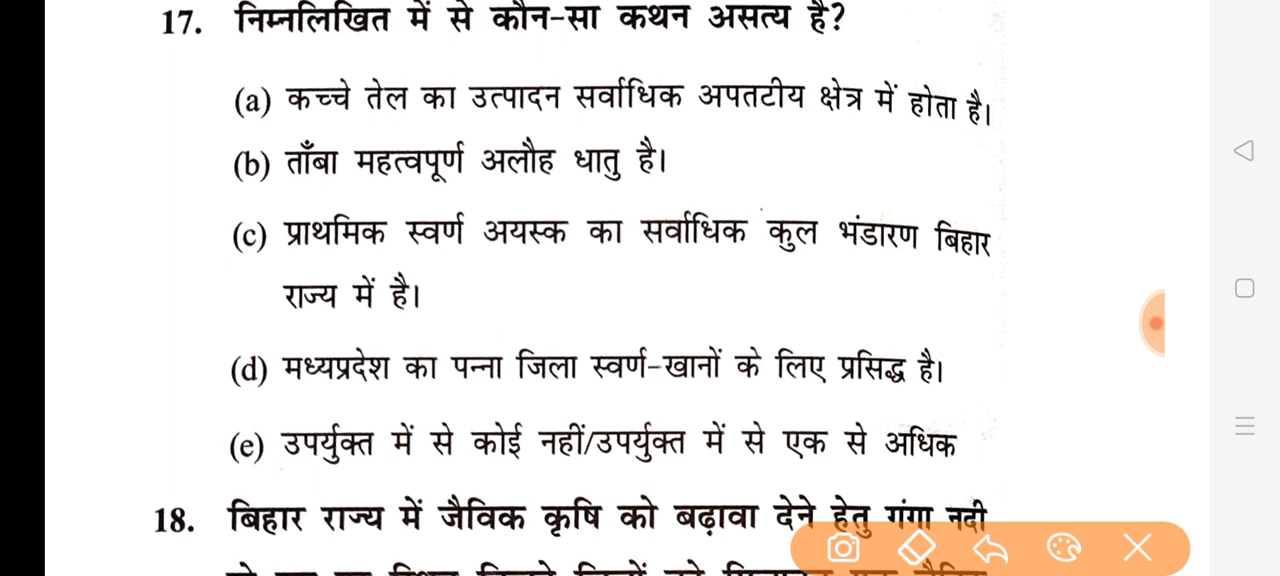 17. निम्नलिखित में से कौन-सा कथन असत्य है?
(a) कच्चे तेल का उत्पादन सर्वाधिक अपतटीय क्षेत्र में होता है।
(b) ताँबा महत्वपूर्ण अलौह धातु है।
(c) प्राथमिक स्वर्ण अयस्क का सर्वाधिक कुल भंडारण बिहार
राज्य में है।
(d) मध्यप्रदेश का पन्ना जिला स्वर्ण-खानों के लिए प्रसिद्ध है।
(e) उपर्युक्त में से कोई नहीं/उपर्युक्त में से एक से अधिक
18. बिहार राज्य में जैविक कृषि को बढ़ावा देने हेतु गंगा नदी